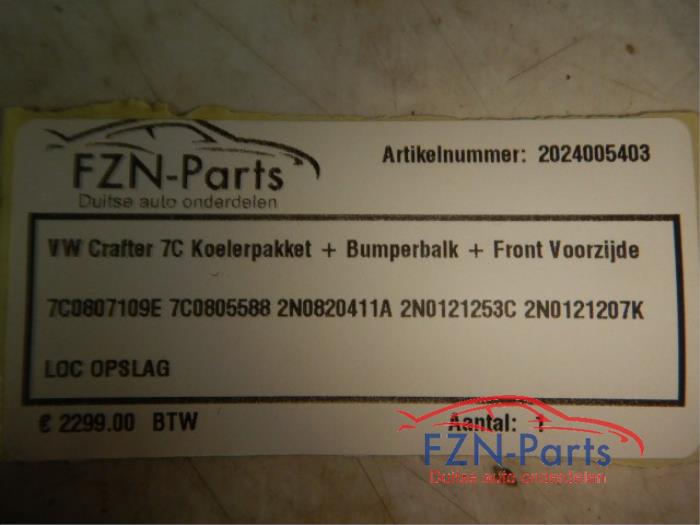 FZN-Parts
Duitse auto onderdelen
Artikelnummer: 2024005403
VW Crafter 7C Koelerpakket + Bumperbalk + Front Voorzijde
7C0807109E 7C0805588 2N0820411A 2N0121253C 2N0121207K
LOC OPSLAG
€ 2299.00 BTW
Aantal: 1
FZN-Parts
Duitse auto onderdelen